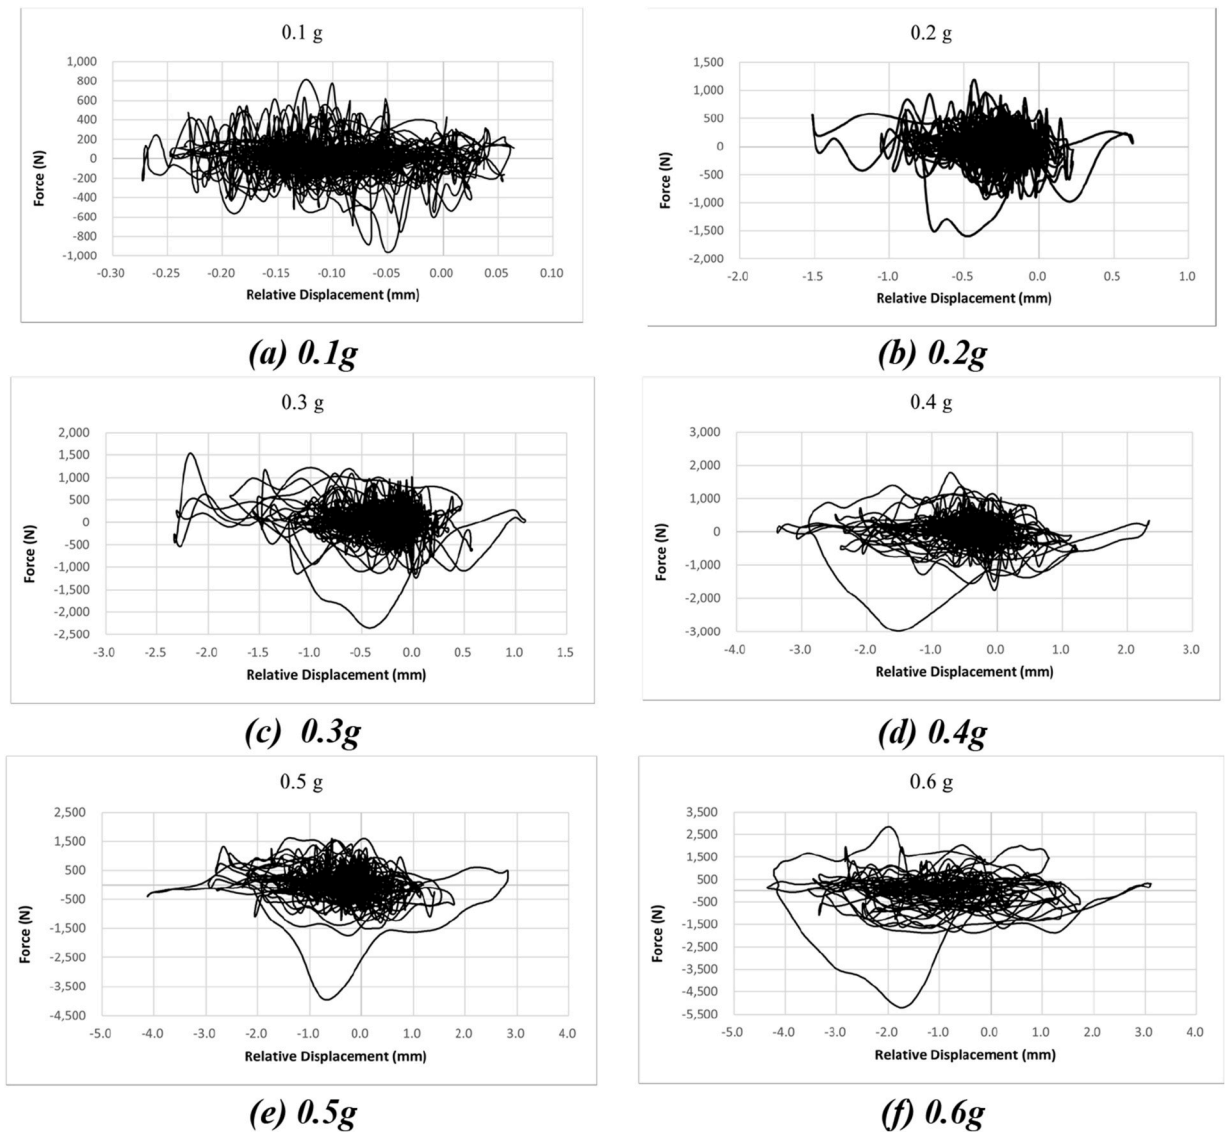 0.1 g
1,000
800
600
400
200
0
-200
-400
-600
-800
-1,000
Force (N)
-0.30 -0.25 -0.20 -0.15 -0.10 -0.05 0.00 0.05 0.10
Relative Displacement (mm)
(a) 0.1g
0.2 g
1,500
1,000
500
0
-500
-1,000
-1,500
-2,000
Force (N)
-2.0 -1.5 -1.0 -0.5 0.0 0.5 1.0
Relative Displacement (mm)
(b) 0.2g
0.3 g
2,000
1,500
1,000
500
0
-500
-1,000
-1,500
-2,000
-2,500
Force (N)
-3.0 -2.5 -2.0 -1.5 -1.0 -0.5 0.0 0.5 1.0 1.5
Relative Displacement (mm)
(c) 0.3g
0.4 g
3,000
2,000
1,000
0
-1,000
-2,000
-3,000
Force (N)
-4.0 -3.0 -2.0 -1.0 0.0 1.0 2.0 3.0
Relative Displacement (mm)
(d) 0.4g
0.5 g
2,500
1,500
500
-500
-1,500
-2,500
-3,500
-4,500
Force (N)
-5.0 -4.0 -3.0 -2.0 -1.0 0.0 1.0 2.0 3.0 4.0
Relative Displacement (mm)
(e) 0.5g
0.6 g
3,500
2,500
1,500
500
-500
-1,500
-2,500
-3,500
-4,500
-5,500
Force (N)
-5.0 -4.0 -3.0 -2.0 -1.0 0.0 1.0 2.0 3.0 4.0
Relative Displacement (mm)
(f) 0.6g